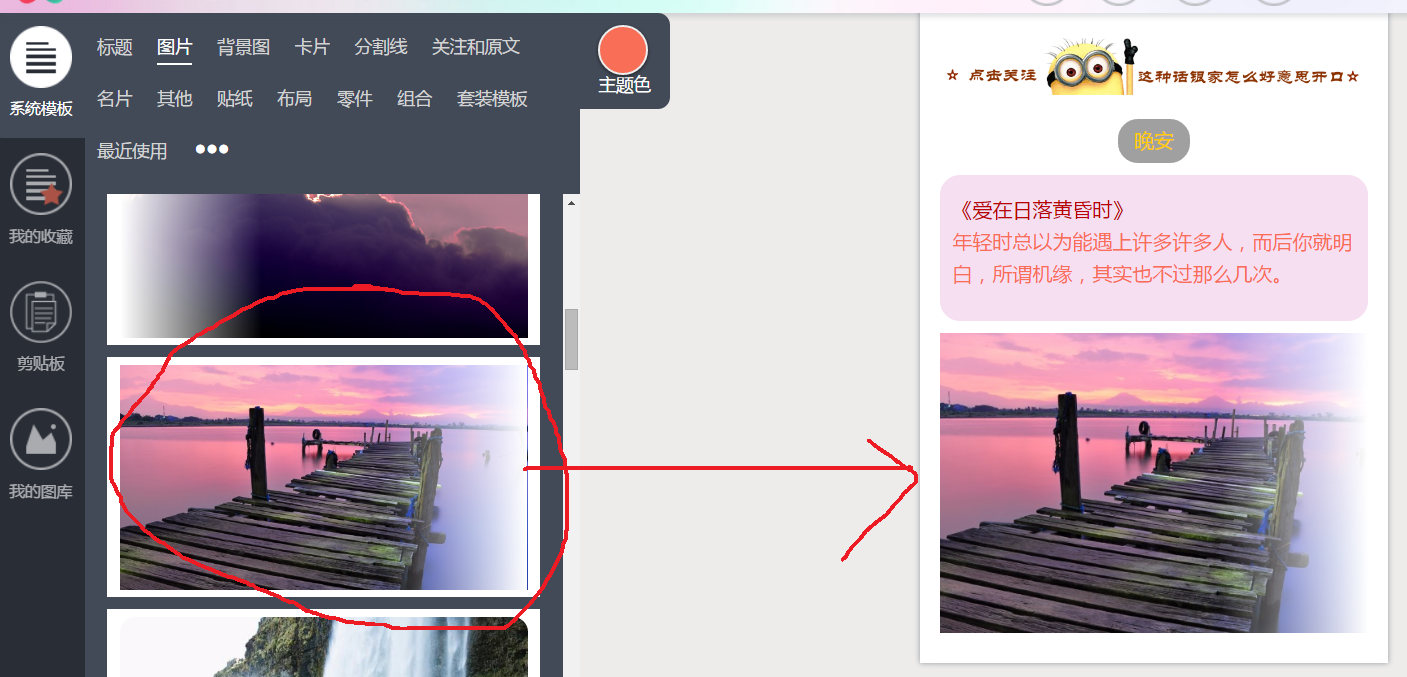 系统模板
我的收藏
剪贴板
我的图库
标题 图片 背景图 卡片 分割线 关注和原文
名片 其他 贴纸 布局 零件 组合 套装模板
最近使用 •••
主题色
☆ 点击关注 这种话银家怎么好意思开口☆
晚安
《爱在日落黄昏时》
年轻时总以为能遇上许多许多人，而后你就明
白，所谓机缘，其实也不过那么几次。